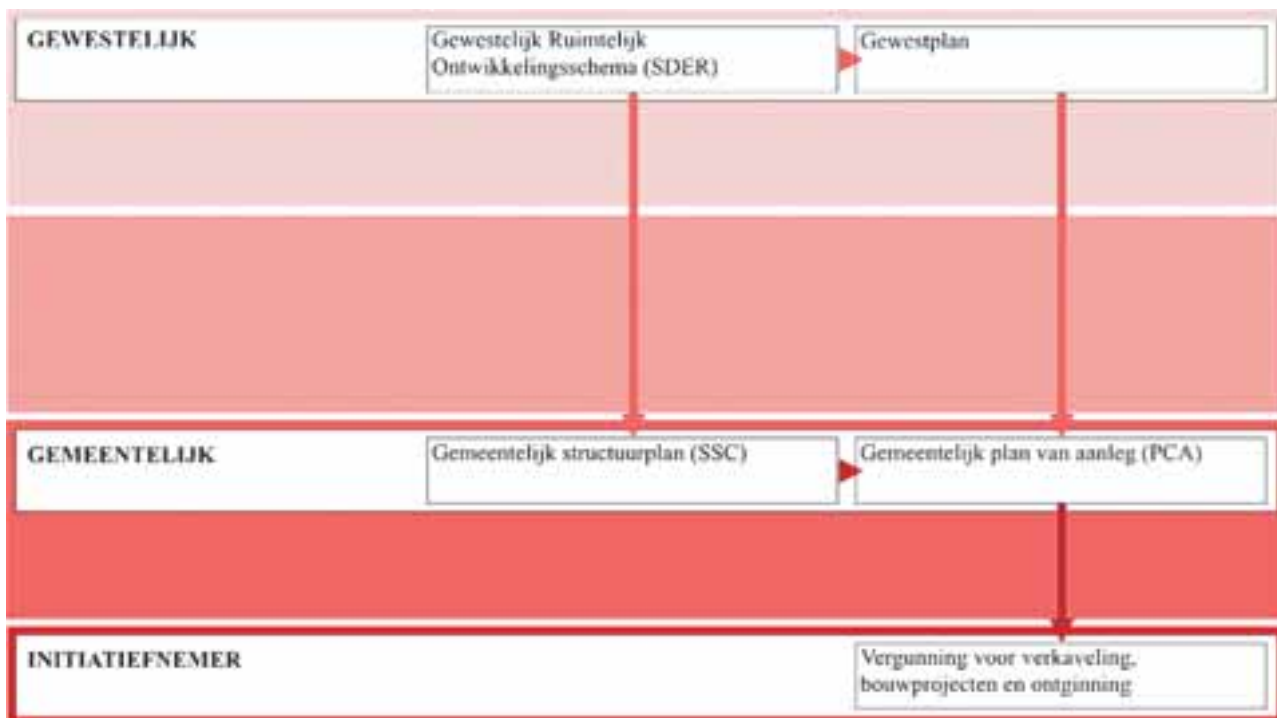 GEWESTELIJK
Gewestelijk Ruimtelijk
Ontwikkelingsschema (SDER)
Gewestplan
GEMEENTELIJK
Gemeentelijk structuurplan (SSC)
Gemeentelijk plan van aanleg (PCA)
INITIATIEFNEMER
Vergunning voor verkaveling,
bouwprojecten en ontginning